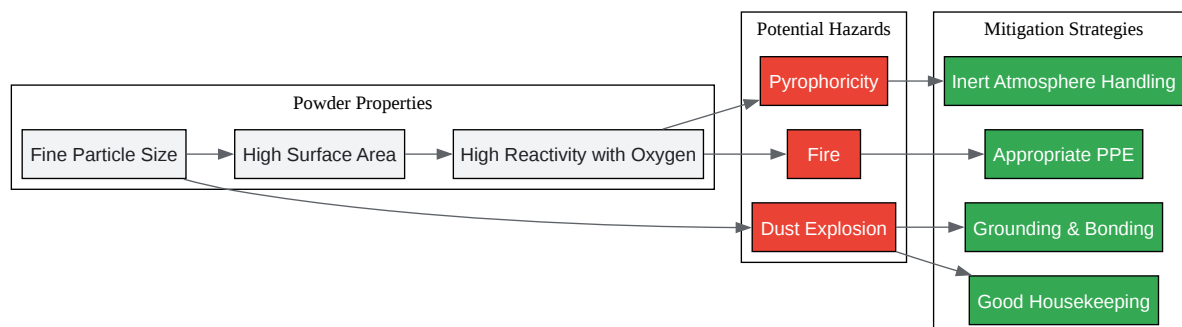 Powder Properties
Fine Particle Size
High Surface Area
High Reactivity with Oxygen
Potential Hazards
Pyrophoricity
Fire
Dust Explosion
Mitigation Strategies
Inert Atmosphere Handling
Appropriate PPE
Grounding & Bonding
Good Housekeeping